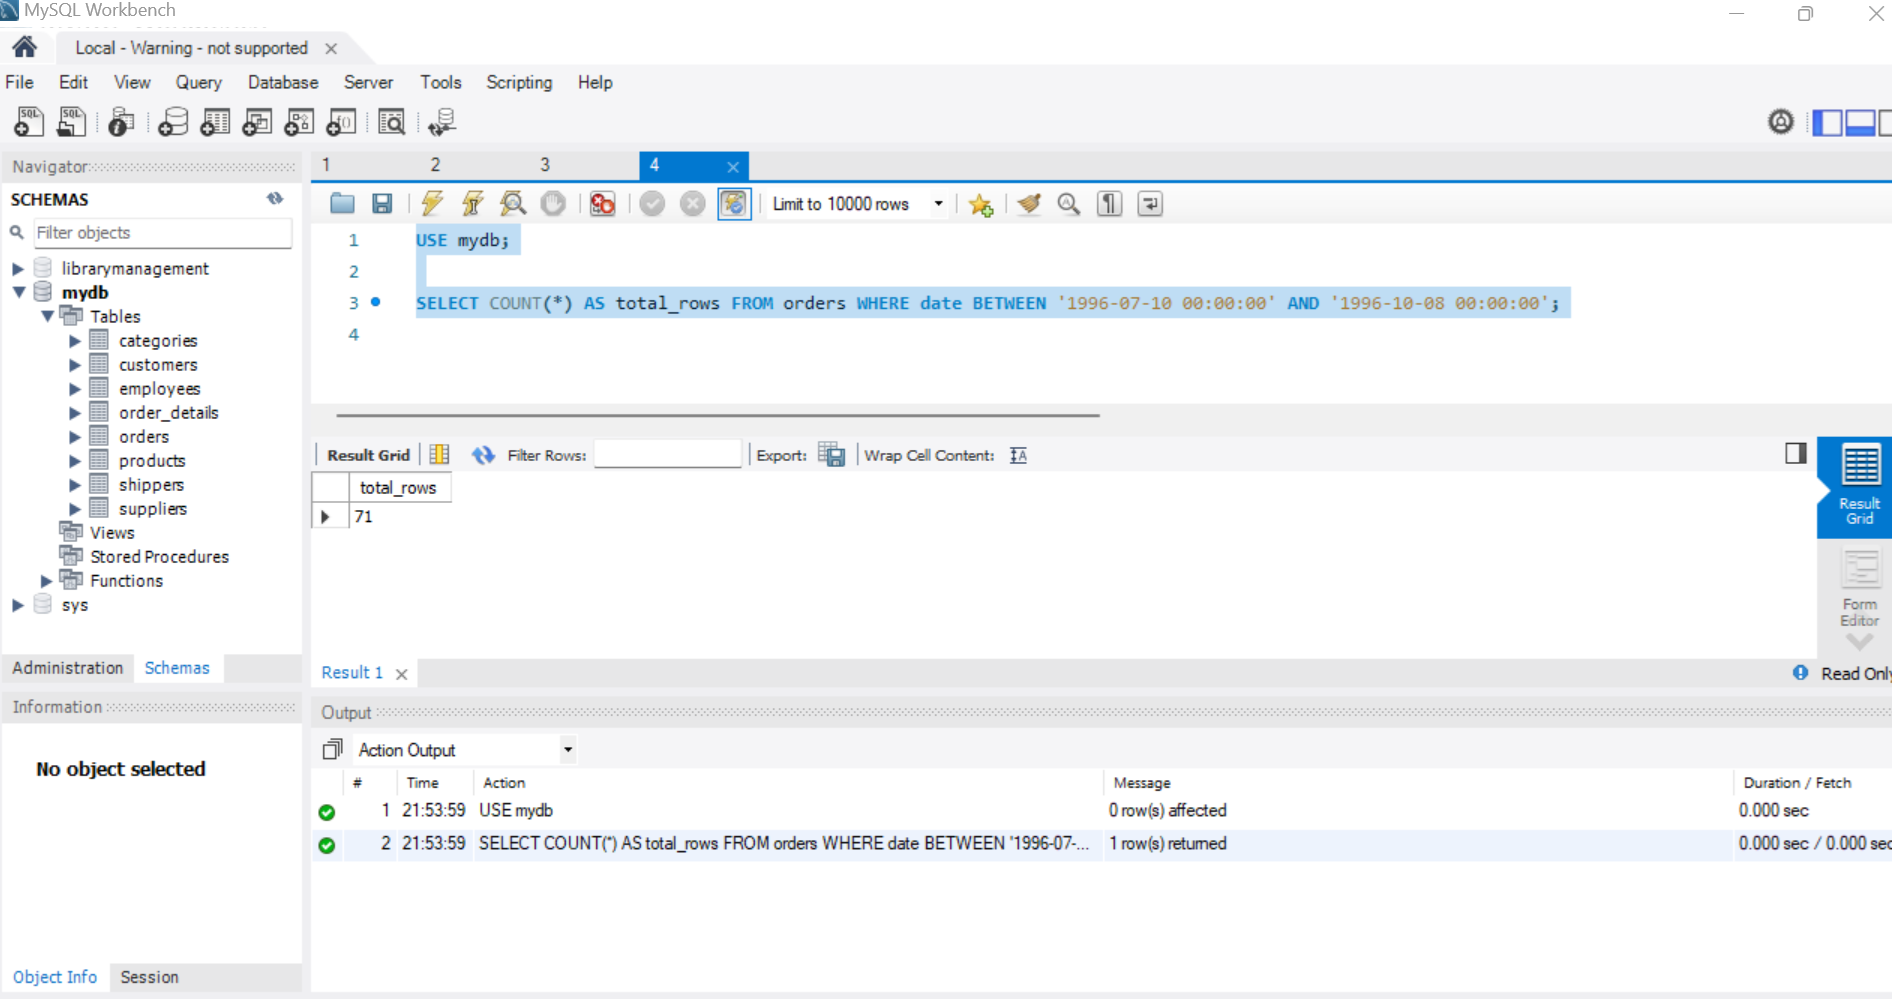 MySQL Workbench
Local - Warning - not supported
File Edit View Query Database Server Tools Scripting Help
Navigator
SCHEMAS
Filter objects
librarymanagement
mydb
Tables
categories
customers
employees
order_details
orders
products
shippers
suppliers
Views
Stored Procedures
Functions
sys
Administration Schemas
Information
No object selected
Object Info Session
1 2 3 4
Limit to 10000 rows
1 USE mydb;
2
3 SELECT COUNT(*) AS total_rows FROM orders WHERE date BETWEEN '1996-07-10 00:00:00' AND '1996-10-08 00:00:00';
4
Result Grid Filter Rows: Export: Wrap Cell Content:
total_rows
71
Result
Grid
Form
Editor
Result 1 Read Only
Output
Action Output
# Time Action Message Duration / Fetch
1 21:53:59 USE mydb 0 row(s) affected 0.000 sec
2 21:53:59 SELECT COUNT(*) AS total_rows FROM orders WHERE date BETWEEN '1996-07-... 1 row(s) returned 0.000 sec / 0.000 sec